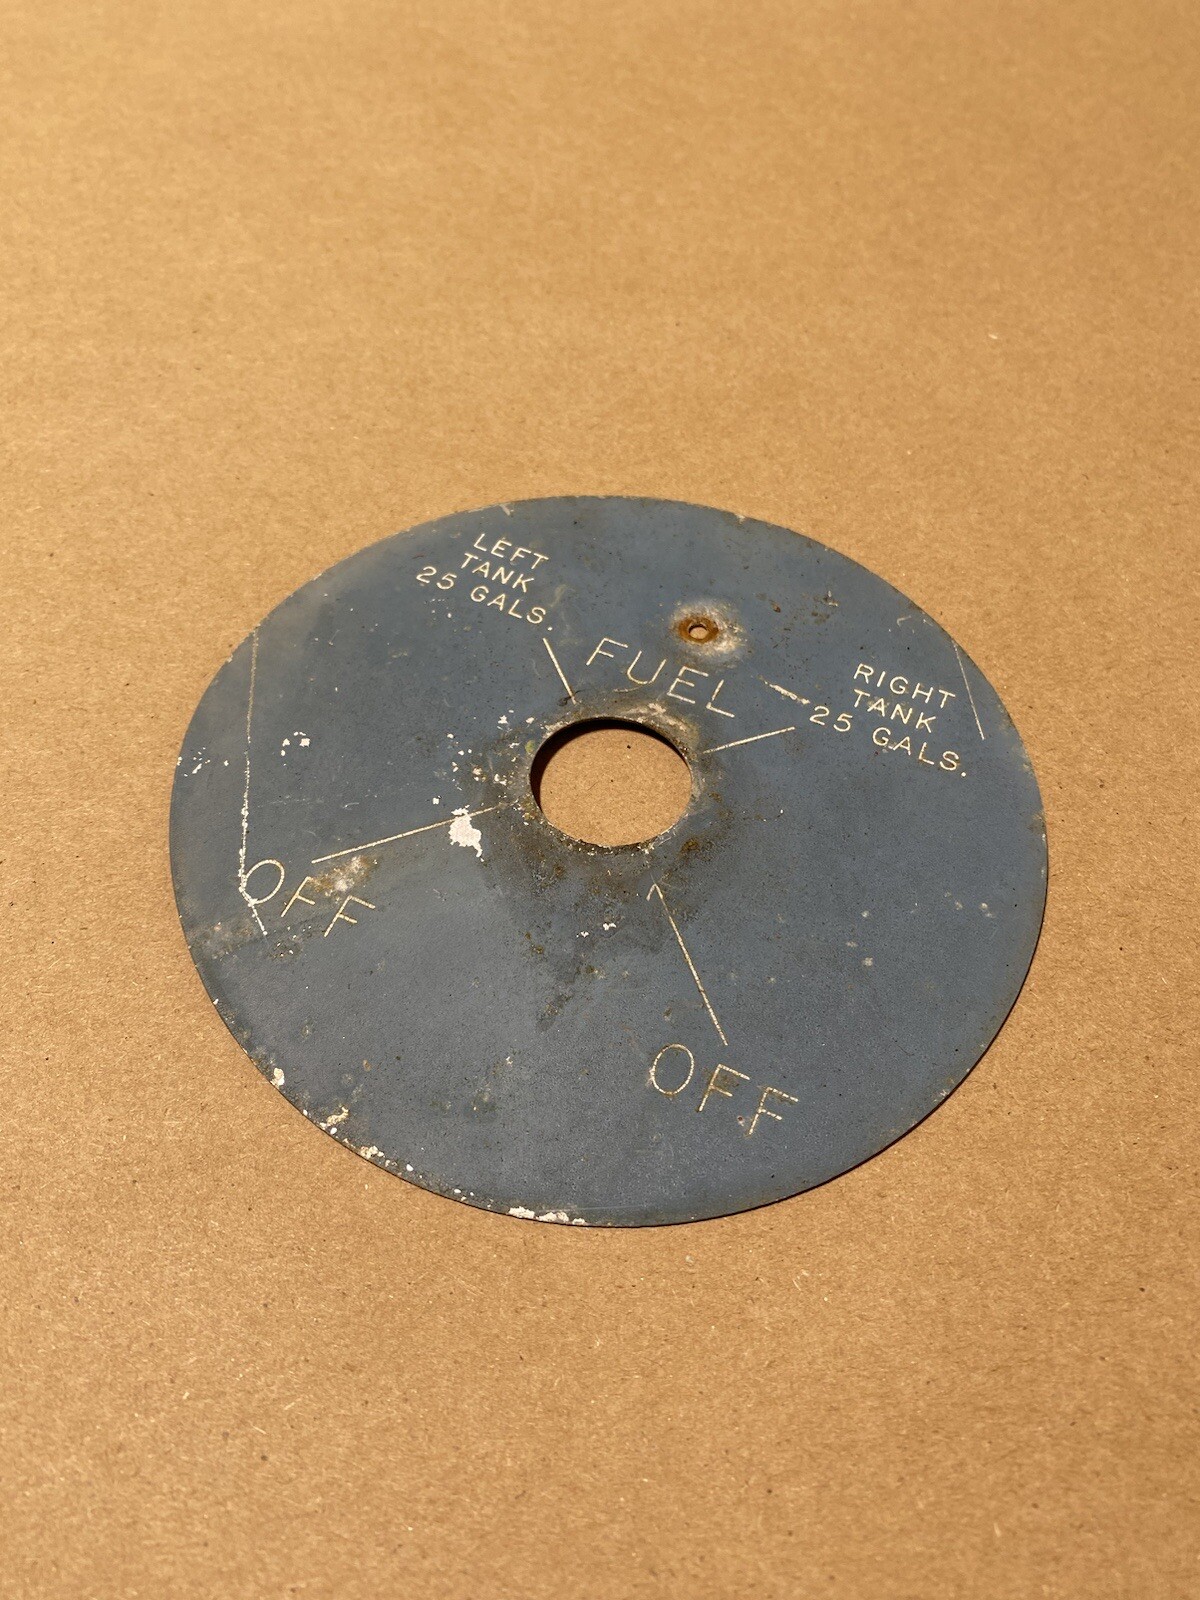 LEFT
TANK
25 GALS.
FUEL
RIGHT
TANK
25 GALS.
OFF
OFF